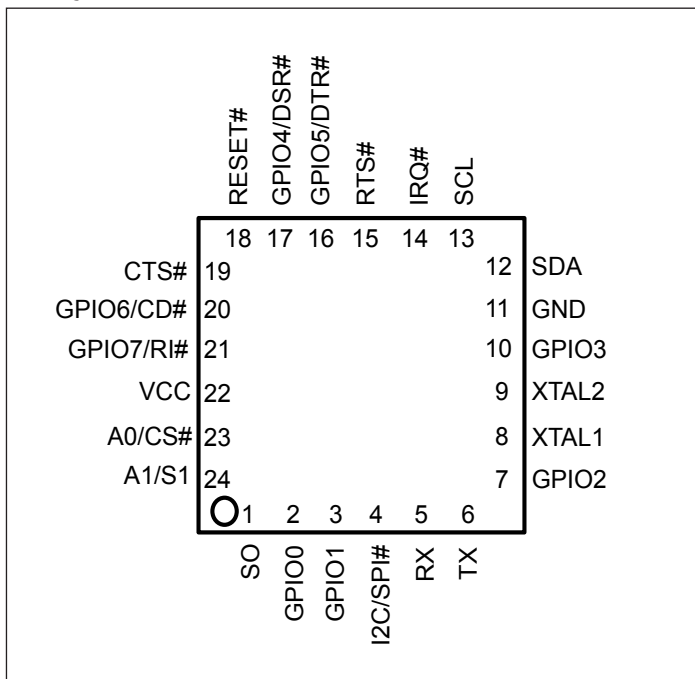 RESET#
GPIO4/DSR#
GPIO5/DTR#
RTS#
IRQ#
SCL
18 17 16 15 14 13
CTS# 19
GPIO6/CD# 20
GPIO7/RI# 21
VCC 22
A0/CS# 23
A1/S1 24
12 SDA
11 GND
10 GPIO3
9 XTAL2
8 XTAL1
7 GPIO2
1 2 3 4 5 6
SO
GPIO0
GPIO1
I2C/SPI#
RX
TX